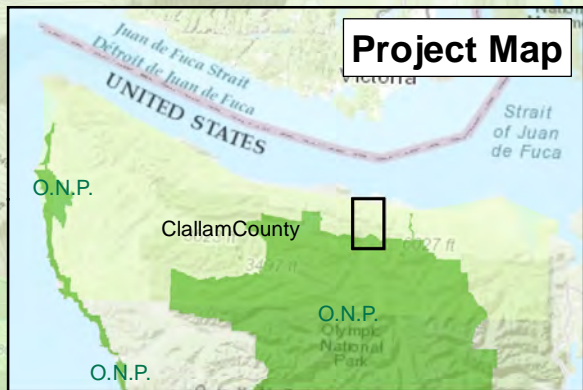 Project Map
Juan de Fuca Strait
Détroit de Juan de Fuca
Victoria
UNITED STATES
Strait
of Juan
de Fuca
O.N.P.
ClallamCounty
6027 ft
O.N.P.
Olympic
National
Park
O.N.P.